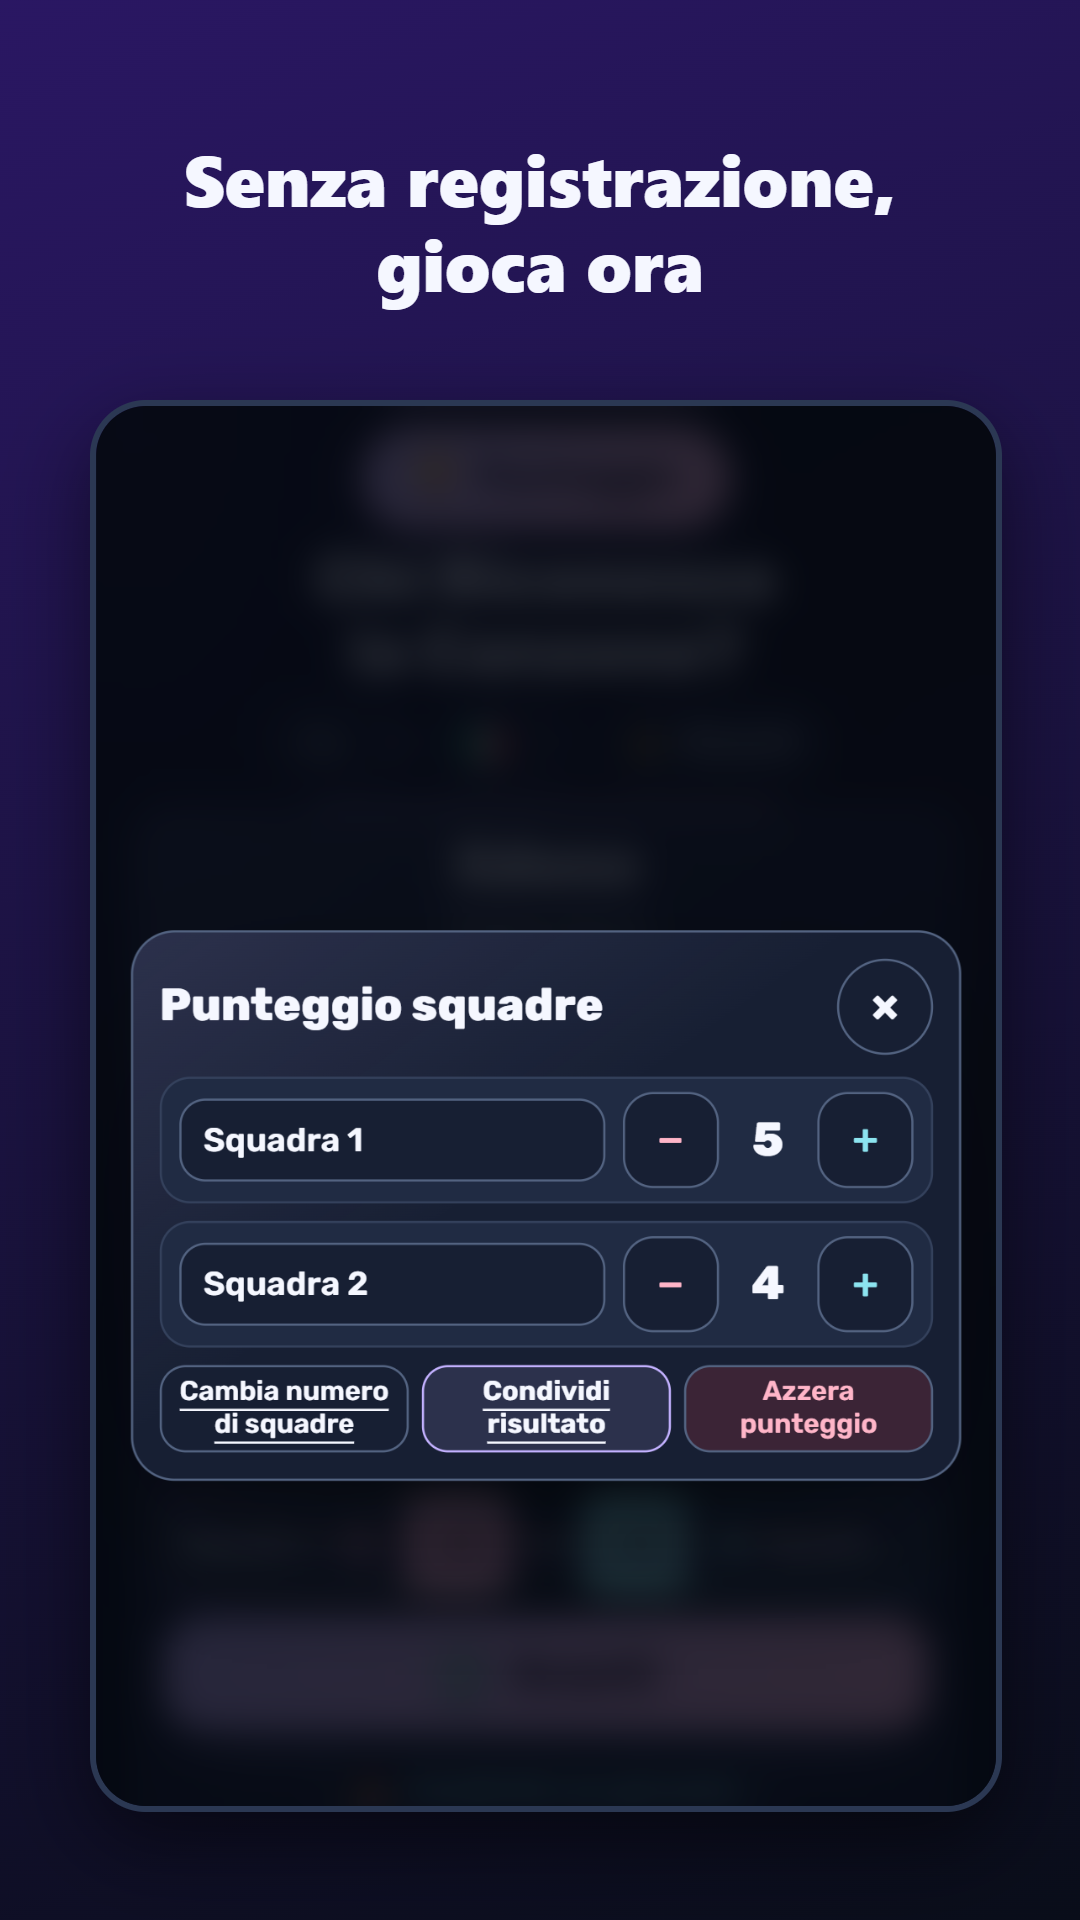 Senza registrazione,
gioca ora
Punteggio squadre
×
Squadra 1
− 5 +
Squadra 2
− 4 +
Cambia numero
di squadre
Condividi
risultato
Azzera
punteggio